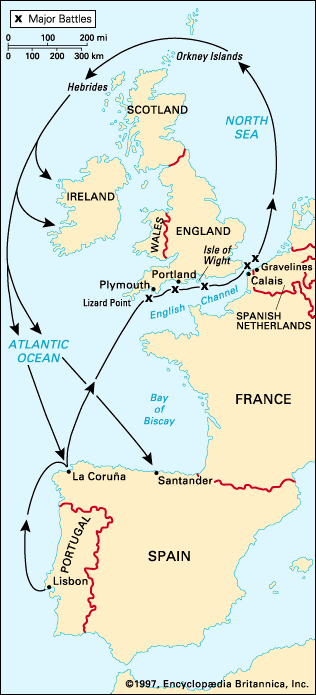 x Major Battles
0 100 200 mi
0 100 200 300 km
Orkney Islands
Hebrides
SCOTLAND
NORTH
SEA
IRELAND
WALES
ENGLAND
Isle of
Wight
Portland
Plymouth
Gravelines
Calais
Lizard Point
English Channel
SPANISH
NETHERLANDS
ATLANTIC
OCEAN
FRANCE
Bay
of
Biscay
La Coruña
Santander
PORTUGAL
SPAIN
Lisbon
©1997, Encyclopædia Britannica, Inc.